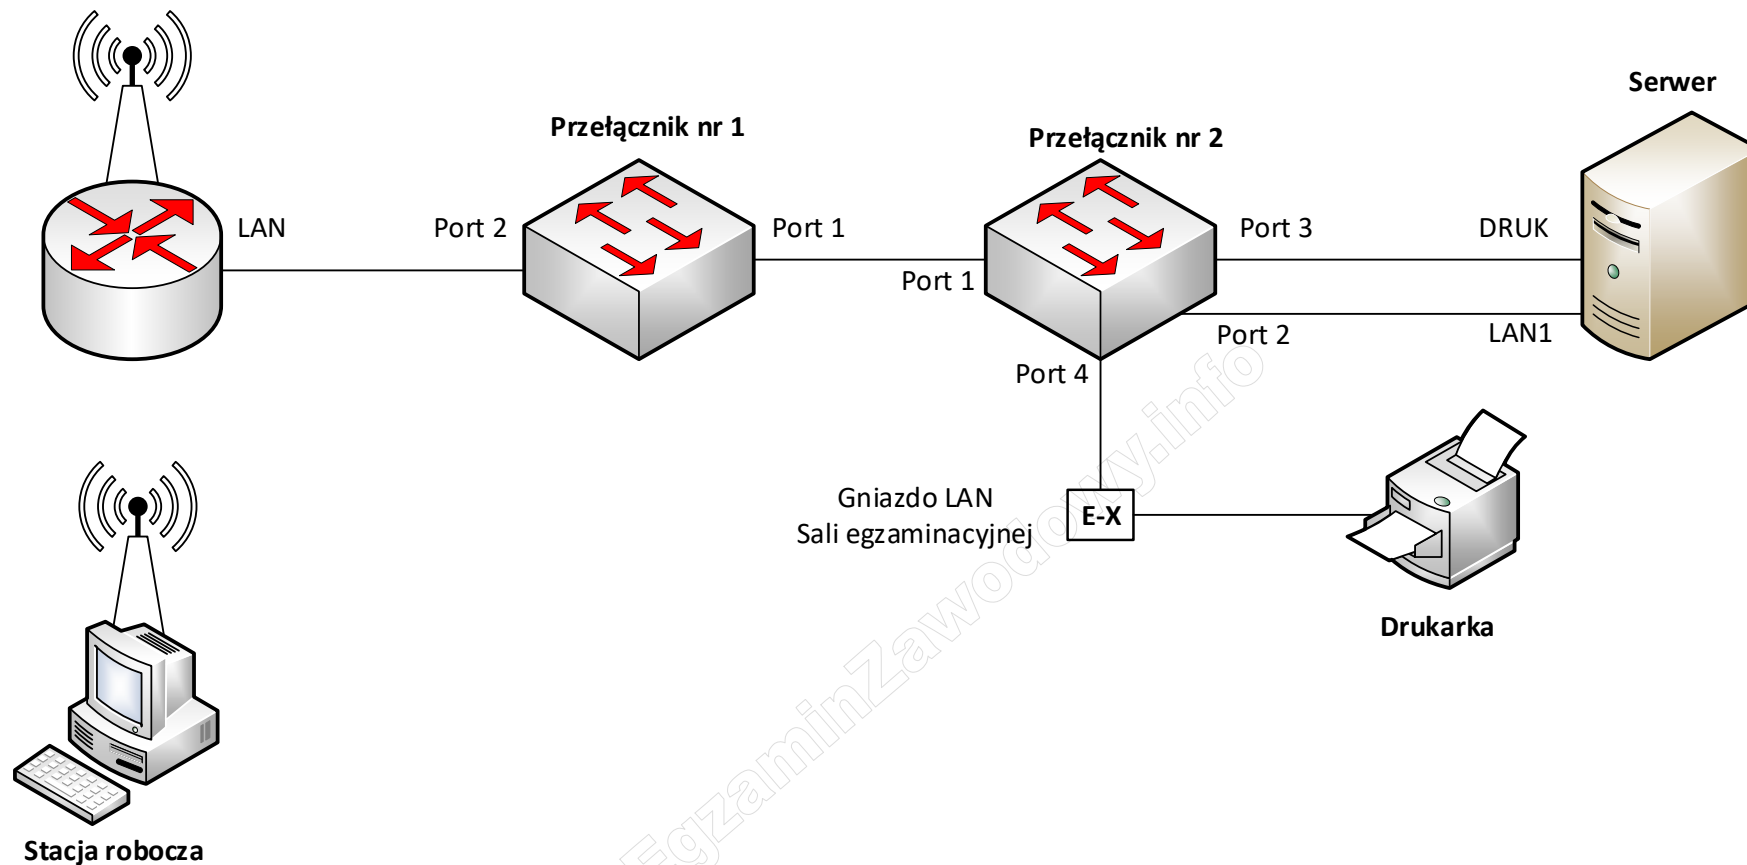 Serwer
Przełącznik nr 1
Przełącznik nr 2
LAN
Port 2
Port 1
Port 1
Port 3
DRUK
Port 2
LAN1
Port 4
Gniazdo LAN
Sali egzaminacyjnej
E-X
Drukarka
Stacja robocza
EgzaminZawodowy.info